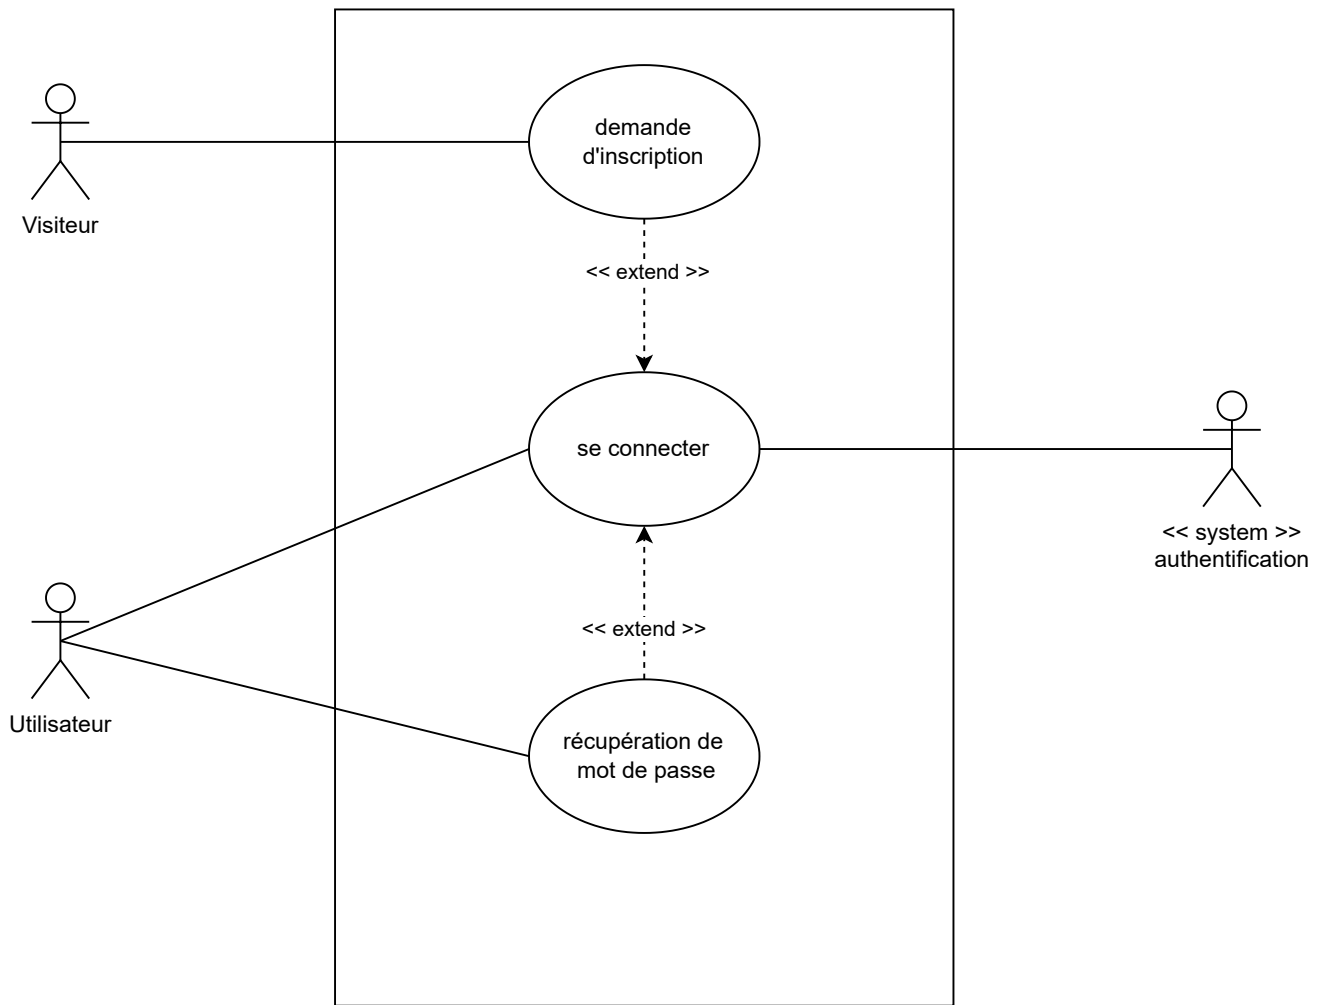 demande
d'inscription
Visiteur
<< extend >>
se connecter
<< system >>
authentification
<< extend >>
Utilisateur
récupération de
mot de passe